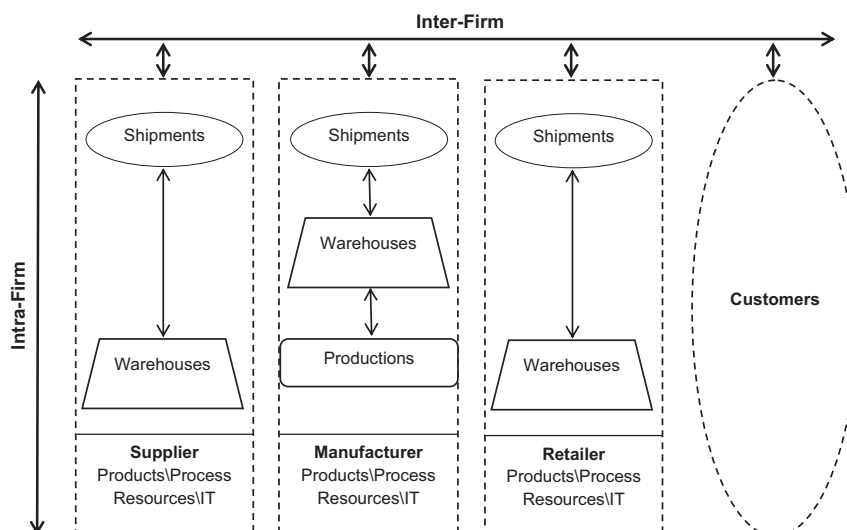 Inter-Firm
Intra-Firm
Shipments
Warehouses
Supplier
Products\Process
Resources\IT
Shipments
Warehouses
Productions
Manufacturer
Products\Process
Resources\IT
Shipments
Warehouses
Retailer
Products\Process
Resources\IT
Customers